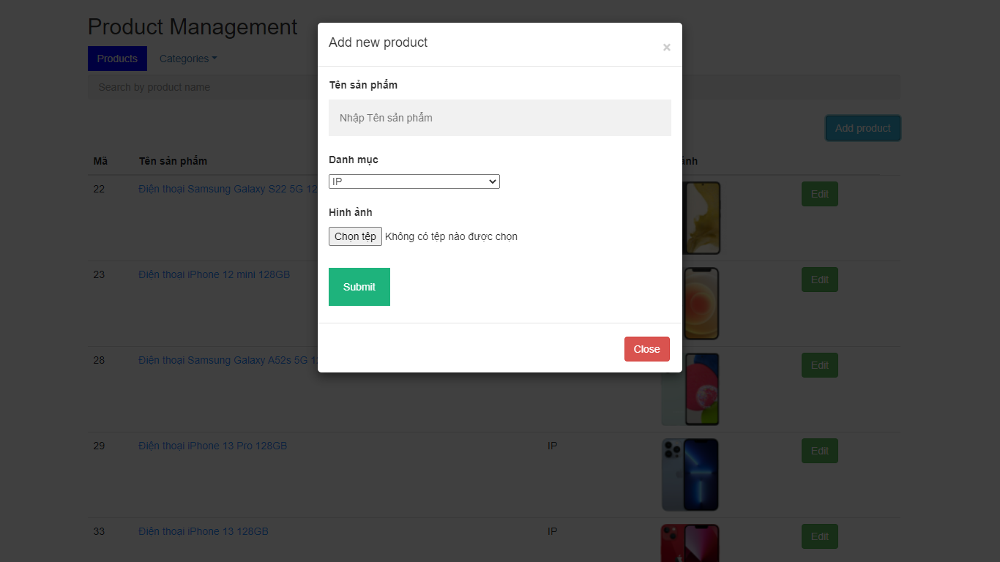 Product Management
Products Categories
Search by product name
Add product
Add new product ×
Tên sản phẩm
Nhập Tên sản phẩm
Danh mục
IP
Hình ảnh
Chọn tệp Không có tệp nào được chọn
Submit
Close
Mã Tên sản phẩm ảnh
22 Điện thoại Samsung Galaxy S22 5G 12 Edit
23 Điện thoại iPhone 12 mini 128GB Edit
28 Điện thoại Samsung Galaxy A52s 5G Edit
29 Điện thoại iPhone 13 Pro 128GB IP Edit
33 Điện thoại iPhone 13 128GB IP Edit